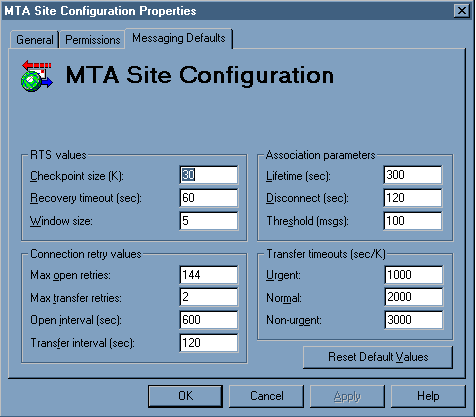 MTA Site Configuration Properties
General Permissions Messaging Defaults
MTA Site Configuration
RTS values
Checkpoint size (K): 30
Recovery timeout (sec): 60
Window size: 5
Association parameters
Lifetime (sec): 300
Disconnect (sec): 120
Threshold (msgs): 100
Connection retry values
Max open retries: 144
Max transfer retries: 2
Open interval (sec): 600
Transfer interval (sec): 120
Transfer timeouts (sec/K)
Urgent: 1000
Normal: 2000
Non-urgent: 3000
Reset Default Values
OK Cancel Apply Help